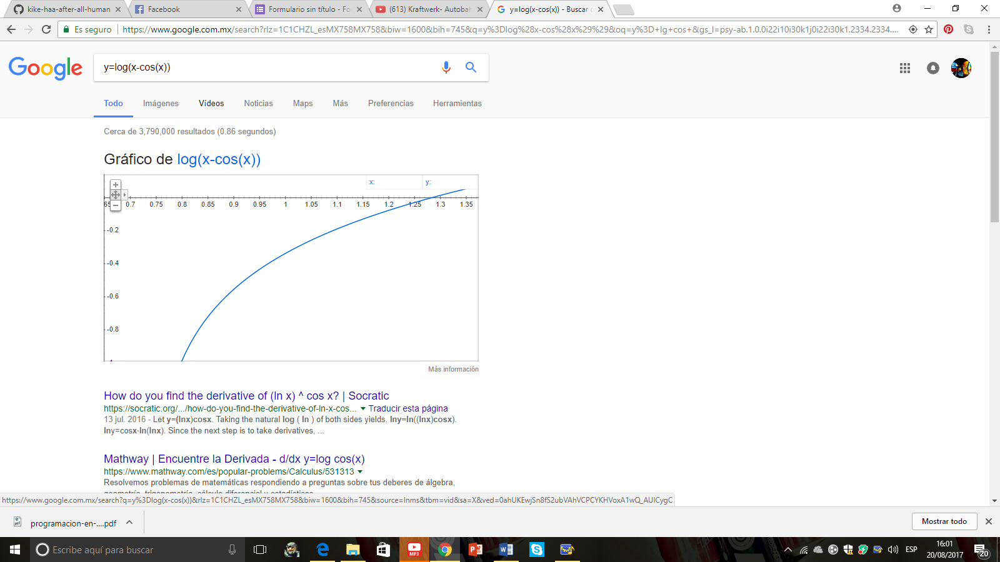 kike-haa-after-all-human
Facebook
Formulario sin título - Fo
(613) Kraftwerk- Autobah
y=log(x-cos(x)) - Buscar
Es seguro
https://www.google.com.mx/search?rlz=1C1CHZL_esMX758MX758&biw=1600&bih=745&q=y%3Dlog%28x-cos%28x%29%29&oq=y%3D+lg+cos+&gs_l=psy-ab.1.0.0i22i10i30k1j0i22i30k1.2334.2334....
Google
y=log(x-cos(x))
Todo
Imágenes
Vídeos
Noticias
Maps
Más
Preferencias
Herramientas
Cerca de 3,790,000 resultados (0.86 segundos)
Gráfico de log(x-cos(x))
x:
y:
65 0.7 0.75 0.8 0.85 0.9 0.95 1 1.05 1.1 1.15 1.2 1.25 1.3 1.35
-0.2
-0.4
-0.6
-0.8
Más información
How do you find the derivative of (ln x) ^ cos x? | Socratic
https://socratic.org/.../how-do-you-find-the-derivative-of-ln-x-cos... Traducir esta página
13 jul. 2016 - Let y=(lnx)cosx. Taking the natural log ( ln ) of both sides yields. lny=ln((lnx)cosx).
lny=cosx·ln(lnx). Since the next step is to take derivatives, ...
Mathway | Encuentre la Derivada - d/dx y=log cos(x)
https://www.mathway.com/es/popular-problems/Calculus/531313
Resolvemos problemas de matemáticas respondiendo a preguntas sobre tus deberes de álgebra,
geometría, trigonometría, cálculo diferencial y estadísticas
https://www.google.com.mx/search?q=y%3Dlog(x-cos(x))&rlz=1C1CHZL_esMX758MX758&biw=1600&bih=745&source=lnms&tbm=vid&sa=X&ved=0ahUKEwjSn8fS2ubVAhVCPCYKHVoxA1wQ_AUICygC
programacion-en-....pdf
Mostrar todo
Escribe aquí para buscar
MP3
ESP
16:01
20/08/2017
20